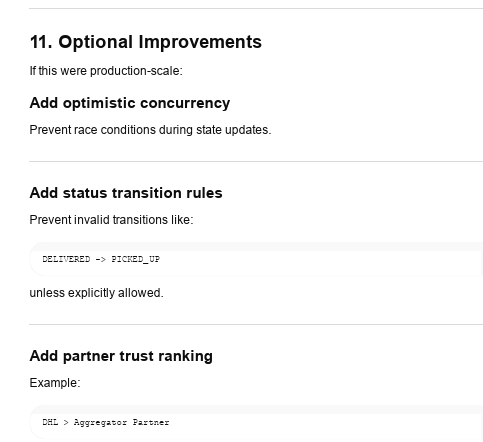 11. Optional Improvements
If this were production-scale:
Add optimistic concurrency
Prevent race conditions during state updates.
Add status transition rules
Prevent invalid transitions like:
DELIVERED -> PICKED_UP
unless explicitly allowed.
Add partner trust ranking
Example:
DHL > Aggregator Partner